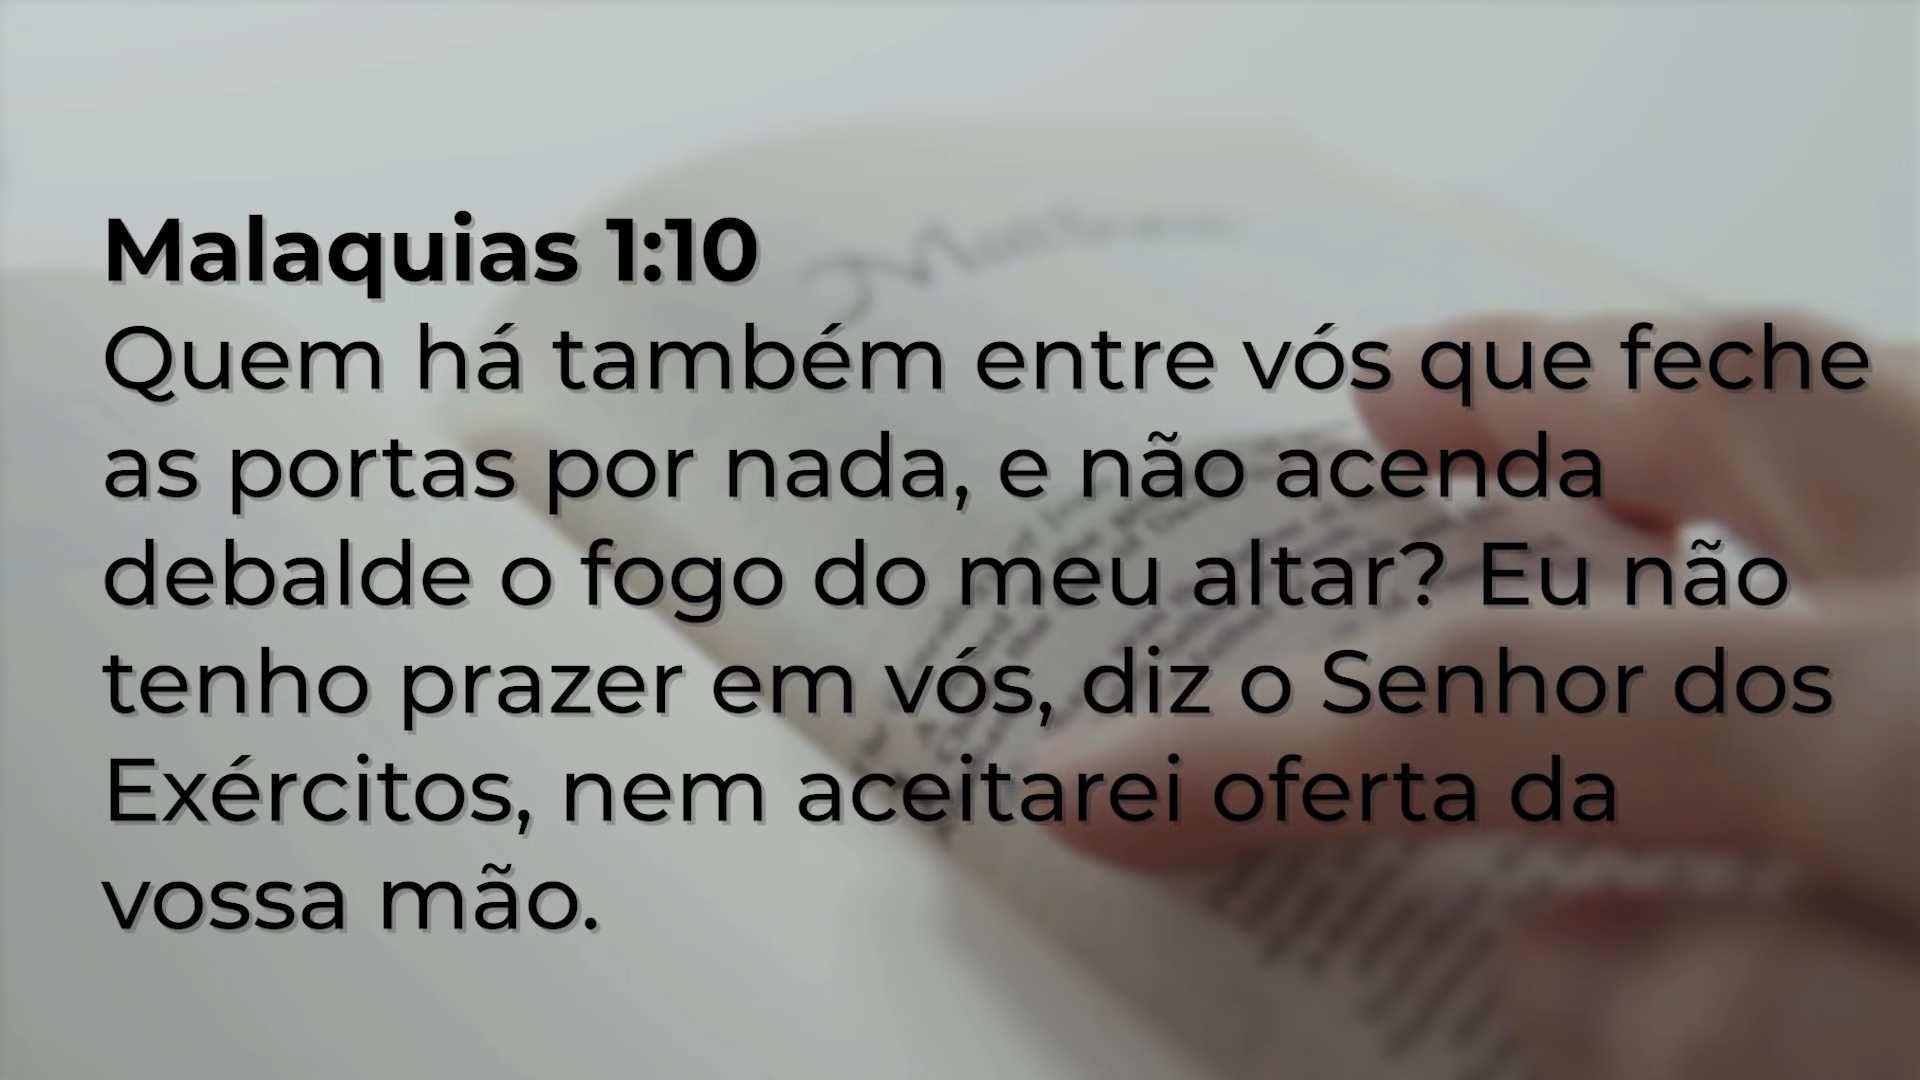 Malaquias 1:10
Quem há também entre vós que feche
as portas por nada, e não acenda
debalde o fogo do meu altar? Eu não
tenho prazer em vós, diz o Senhor dos
Exércitos, nem aceitarei oferta da
vossa mão.